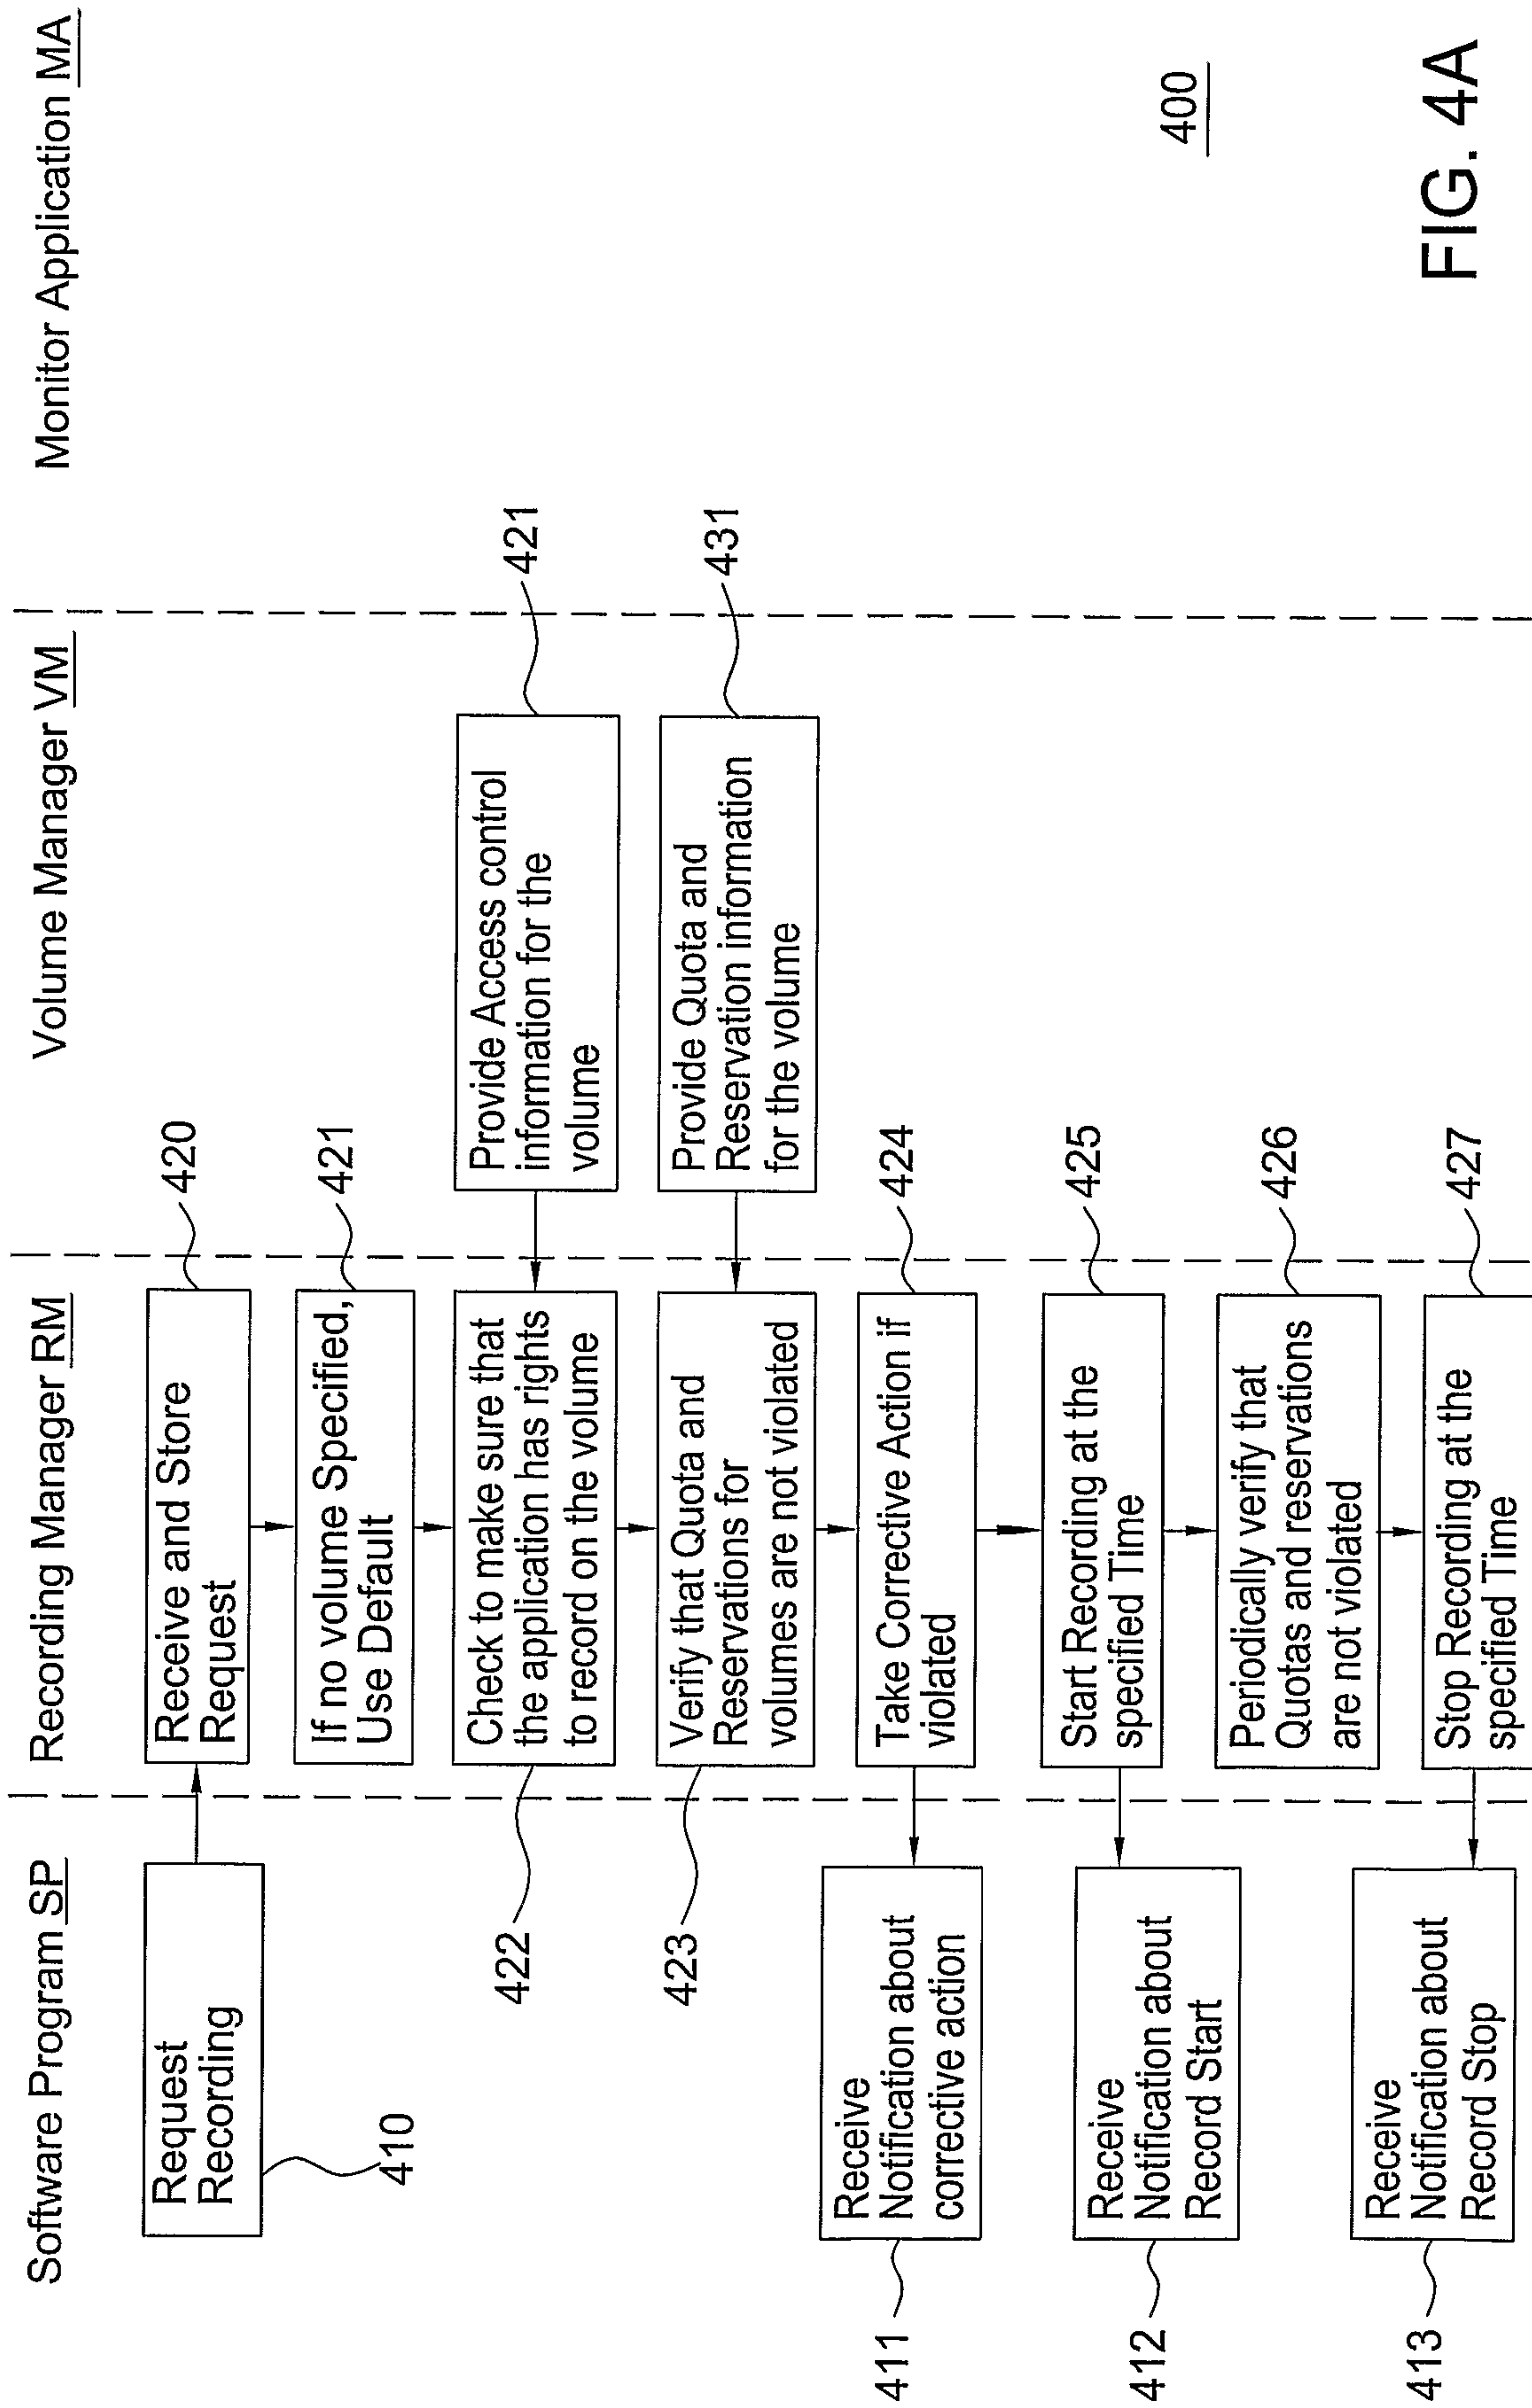 Software Program SP
Recording Manager RM
Volume Manager VM
Monitor Application MA
Request
Recording
410
Receive and Store
Request
420
If no volume Specified,
Use Default
421
Check to make sure that
the application has rights
to record on the volume
422
Provide Access control
information for the
volume
421
Verify that Quota and
Reservations for
volumes are not violated
423
Provide Quota and
Reservation information
for the volume
431
Take Corrective Action if
violated
424
Receive
Notification about
corrective action
411
Start Recording at the
specified Time
425
Receive
Notification about
Record Start
412
Periodically verify that
Quotas and reservations
are not violated
426
Stop Recording at the
specified Time
427
Receive
Notification about
Record Stop
413
400
FIG. 4A